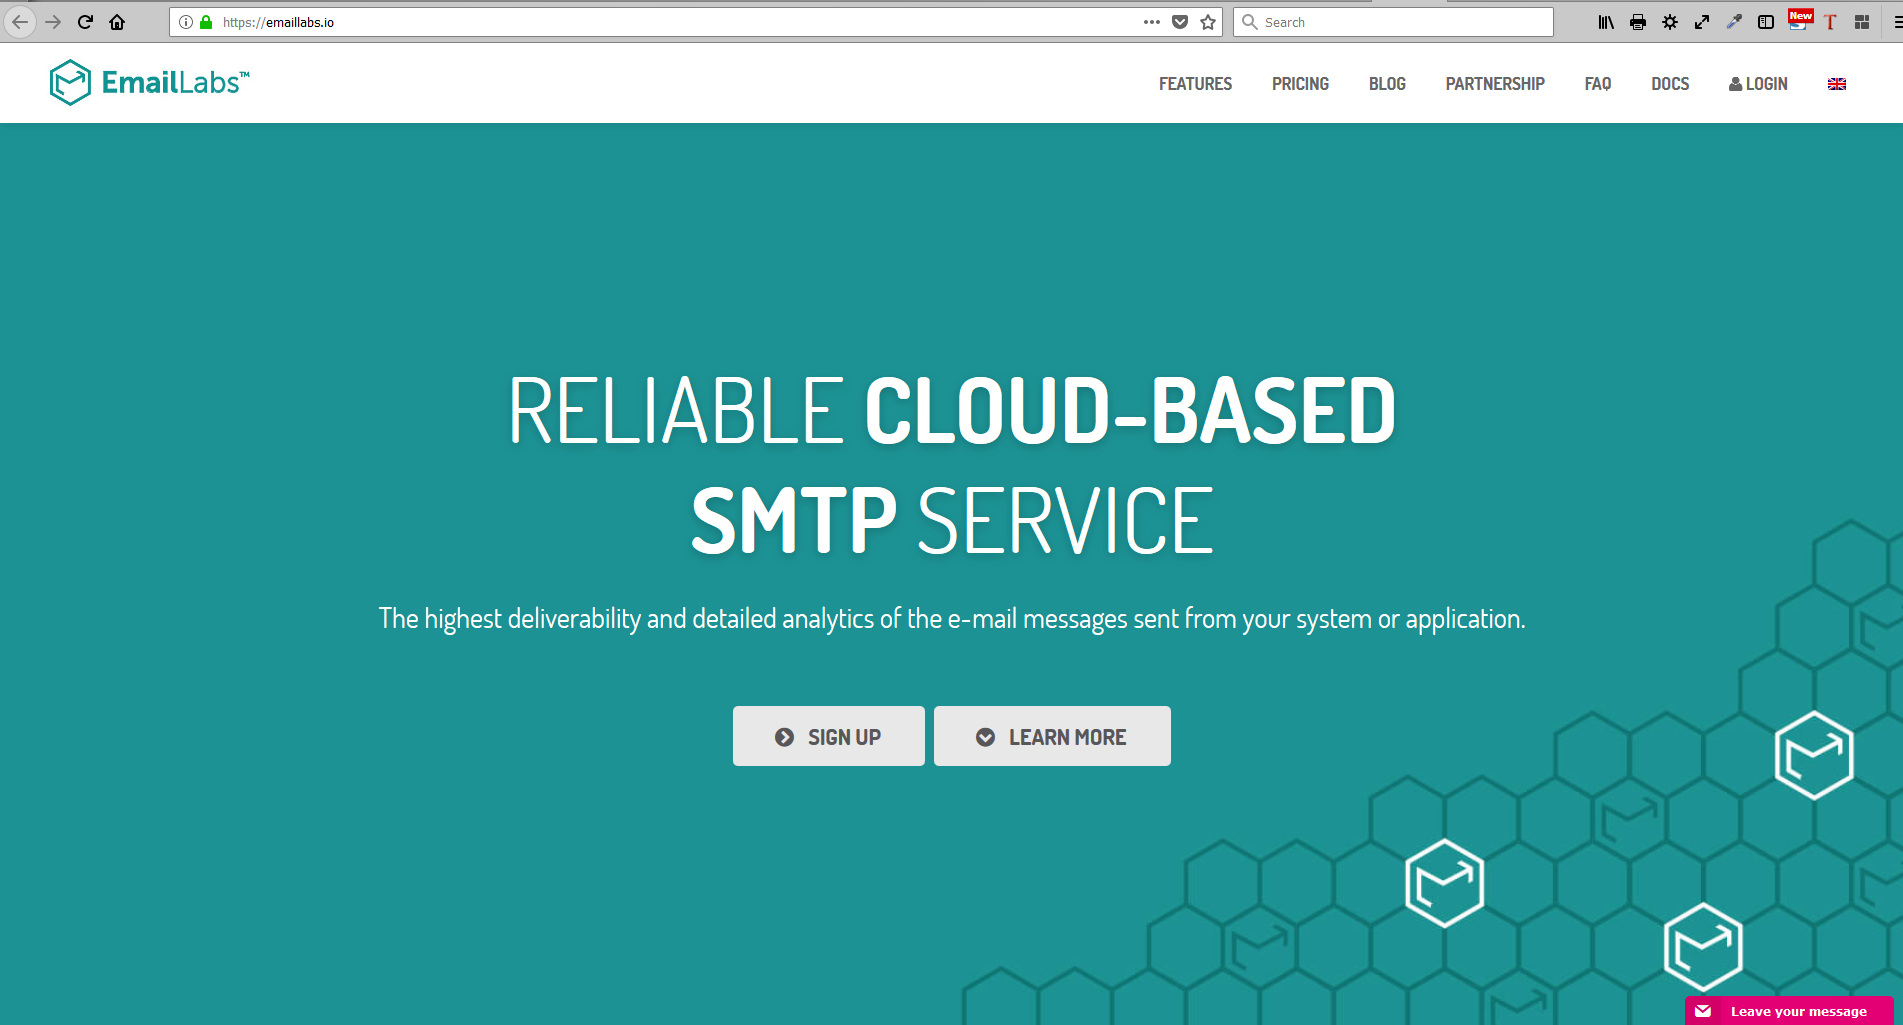 https://emaillabs.io
Search
New
EmailLabs™
FEATURES PRICING BLOG PARTNERSHIP FAQ DOCS LOGIN
RELIABLE CLOUD-BASED
SMTP SERVICE
The highest deliverability and detailed analytics of the e-mail messages sent from your system or application.
SIGN UP LEARN MORE
Leave your message